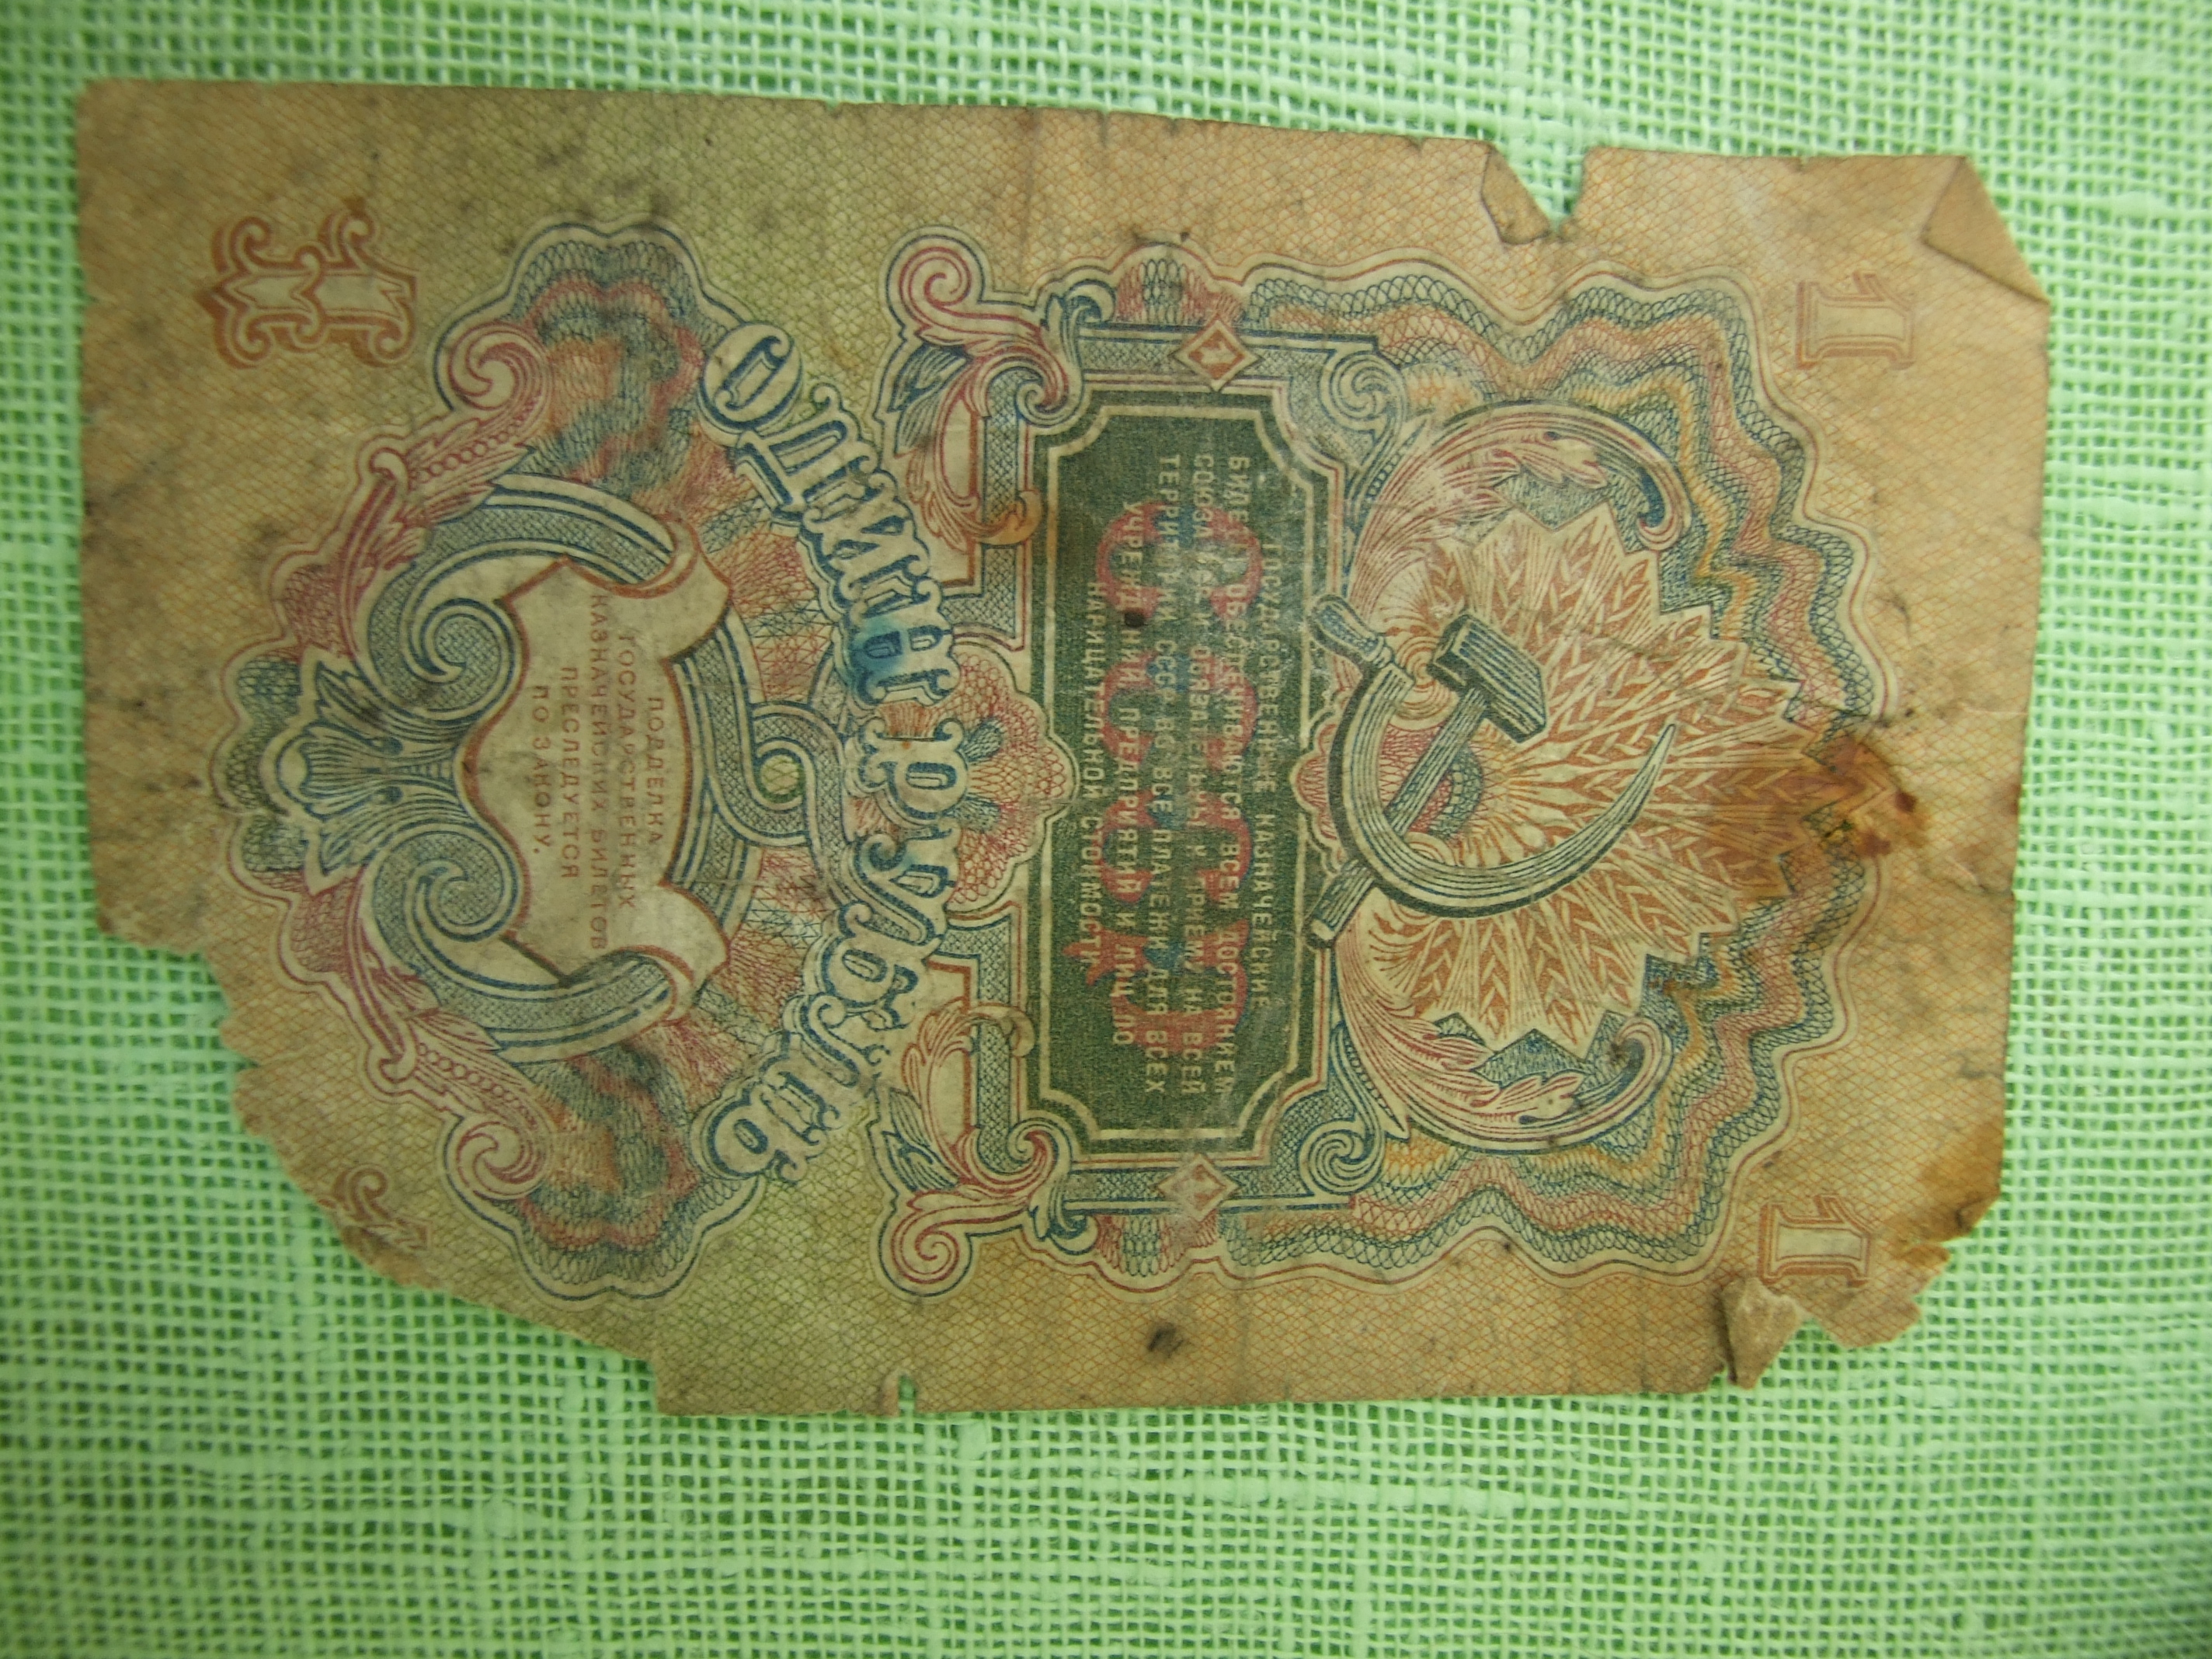 1 1
СССР
ГОСУДАРСТВЕННЫЕ КАЗНАЧЕЙСКИЕ
БИЛЕТЫ ОБЕСПЕЧИВАЮТСЯ ВСЕМ ДОСТОЯНИЕМ
СОЮЗА ССР И ОБЯЗАТЕЛЬНЫ К ПРИЕМУ НА ВСЕЙ
ТЕРРИТОРИИ СССР ВО ВСЕ ПЛАТЕЖИ ДЛЯ ВСЕХ
УЧРЕЖДЕНИЙ, ПРЕДПРИЯТИЙ И ЛИЦ ПО
НАРИЦАТЕЛЬНОЙ СТОИМОСТИ
ОДИН РУБЛЬ
ПОДДЕЛКА
ГОСУДАРСТВЕННЫХ
КАЗНАЧЕЙСКИХ БИЛЕТОВ
ПРЕСЛЕДУЕТСЯ
ПО ЗАКОНУ.
1